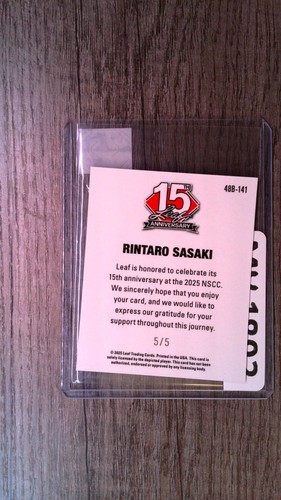 15TH
Leaf
ANNIVERSARY
48B-141
RINTARO SASAKI
Leaf is honored to celebrate its
15th anniversary at the 2025 NSCC.
We sincerely hope that you enjoy
your card, and we would like to
express our gratitude for your
support throughout this journey.
5/5
© 2025 Leaf Trading Cards. Printed in the USA. This card is
solely licensed by the depicted player. This card has not been
authorized, endorsed or approved by any licensing body.